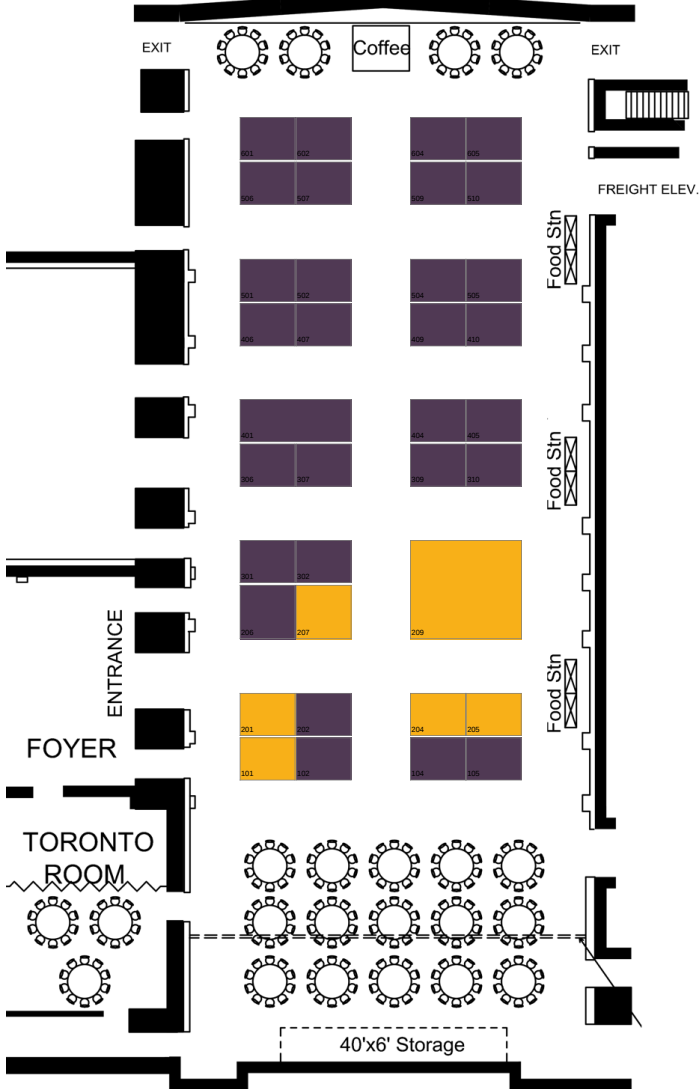 EXIT
Coffee
EXIT
601 602 604 605
506 507 509 510
FREIGHT ELEV.
Food Stn
501 502 504 505
406 407 409 410
401 404 405
Food Stn
306 307 309 310
301 302
206 207 209
ENTRANCE
Food Stn
201 202 204 205
FOYER
101 102 104 105
TORONTO
ROOM
40'x6' Storage